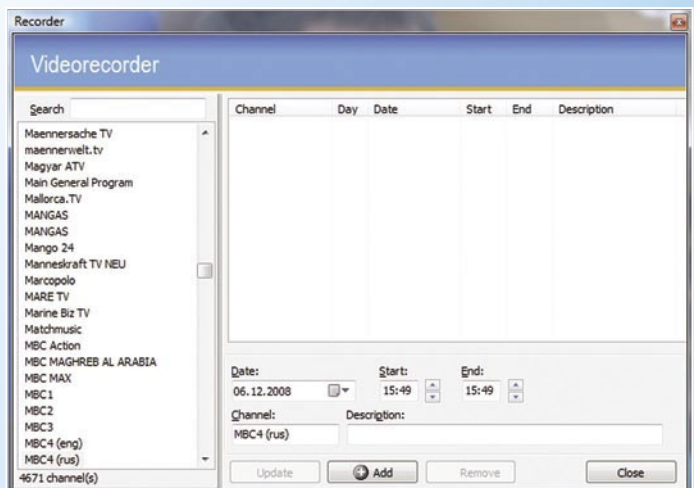 Recorder
Videorecorder
Search
Maennersache TV
maennerwelt.tv
Magyar ATV
Main General Program
Mallorca.TV
MANGAS
MANGAS
Mango 24
Manneskraft TV NEU
Marcopolo
MARE TV
Marine Biz TV
Matchmusic
MBC Action
MBC MAGHREB AL ARABIA
MBC MAX
MBC1
MBC2
MBC3
MBC4 (eng)
MBC4 (rus)
4671 channel(s)
Channel Day Date Start End Description
Date: Start: End:
06.12.2008 15:49 15:49
Channel: Description:
MBC4 (rus)
Update Add Remove Close